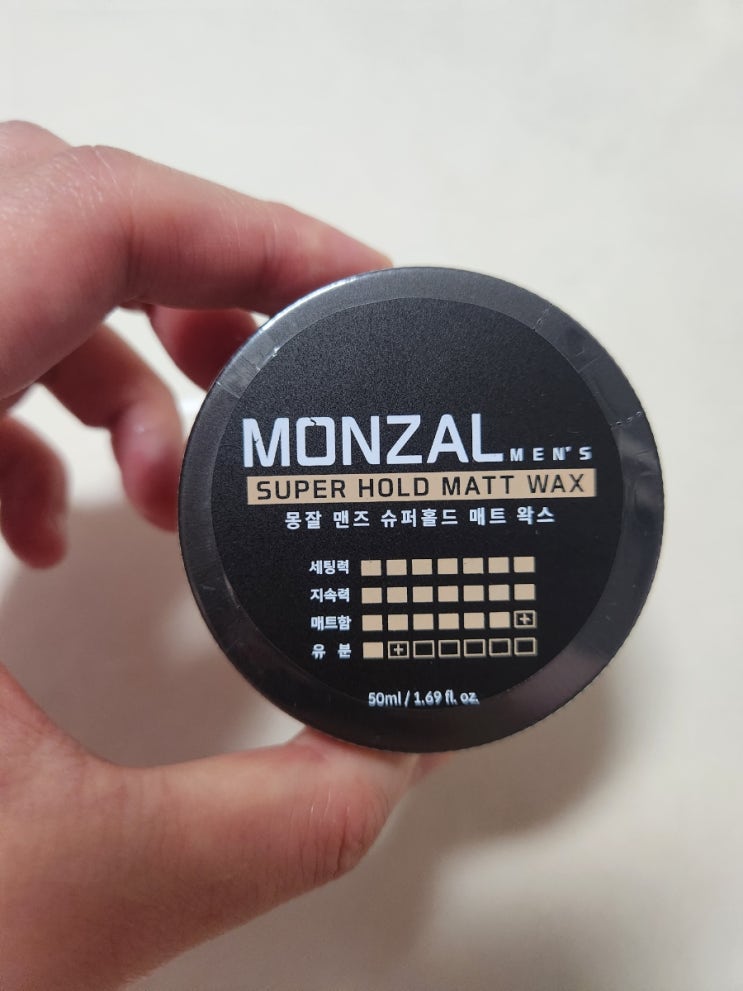 MONZAL MEN'S
SUPER HOLD MATT WAX
몽잘 맨즈 슈퍼홀드 매트 왁스
세팅력
지속력
매트함
유 분
50ml / 1.69 fl. oz.